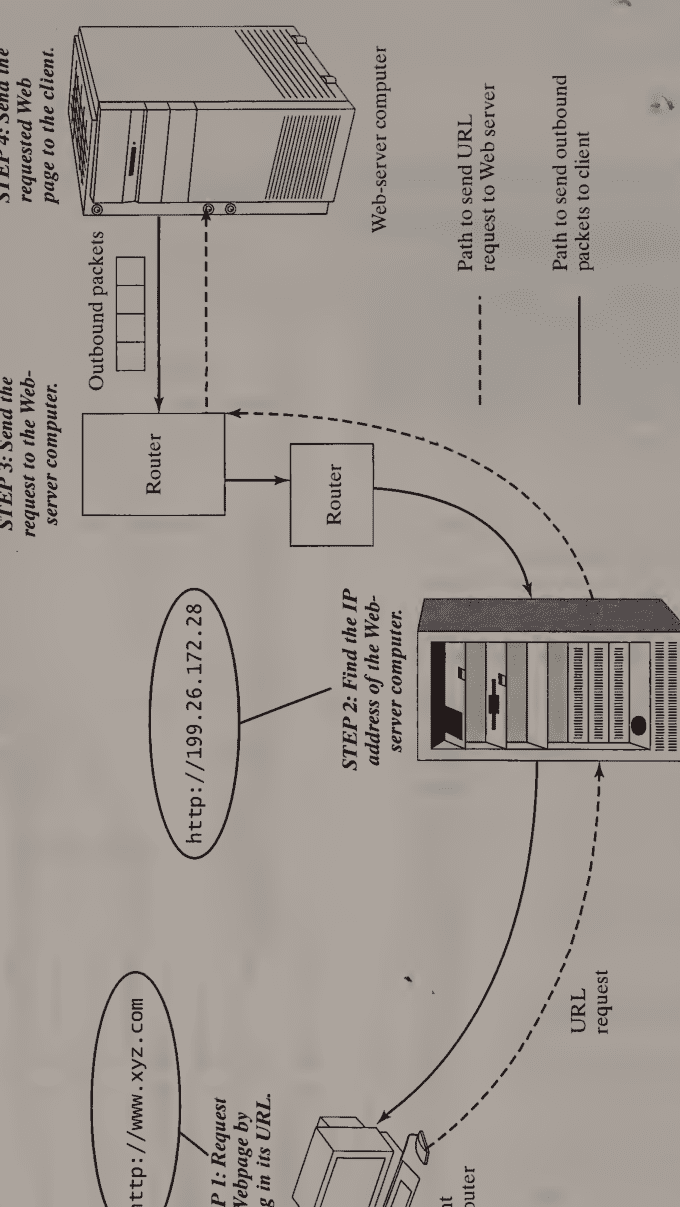 ttp://www.xyz.com
P 1: Request
Webpage by
g in its URL.
nt
puter
URL
request
http://199.26.172.28
STEP 2: Find the IP
address of the Web-
server computer.
STEP 3: Send the
request to the Web-
server computer.
Router
Router
Outbound packets
STEP 4: Send the
requested Web
page to the client.
Web-server computer
Path to send URL
request to Web server
Path to send outbound
packets to client